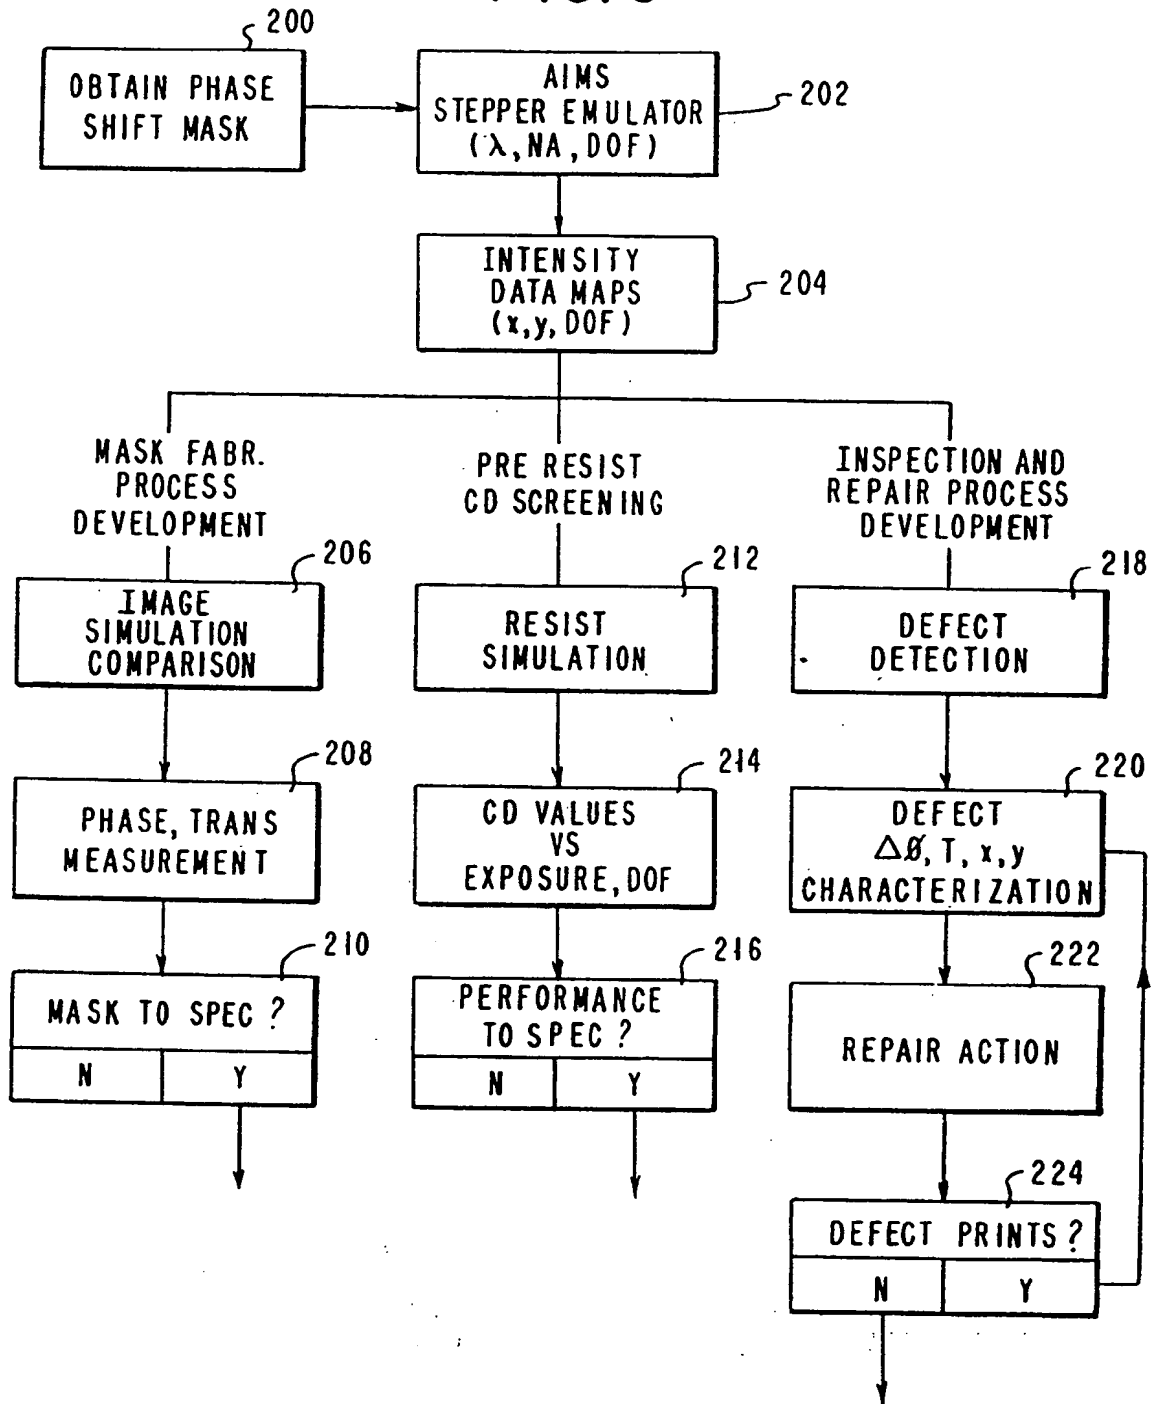 200
OBTAIN PHASE
SHIFT MASK
AIMS
STEPPER EMULATOR
(λ, NA, DOF)
202
INTENSITY
DATA MAPS
(x,y, DOF)
204
MASK FABR.
PROCESS
DEVELOPMENT
PRE RESIST
CD SCREENING
INSPECTION AND
REPAIR PROCESS
DEVELOPMENT
206
IMAGE
SIMULATION
COMPARISON
212
RESIST
SIMULATION
218
DEFECT
DETECTION
208
PHASE, TRANS
MEASUREMENT
214
CD VALUES
VS
EXPOSURE, DOF
220
DEFECT
ΔØ, T, x, y
CHARACTERIZATION
210
MASK TO SPEC ?
N Y
216
PERFORMANCE
TO SPEC ?
N Y
222
REPAIR ACTION
224
DEFECT PRINTS ?
N Y